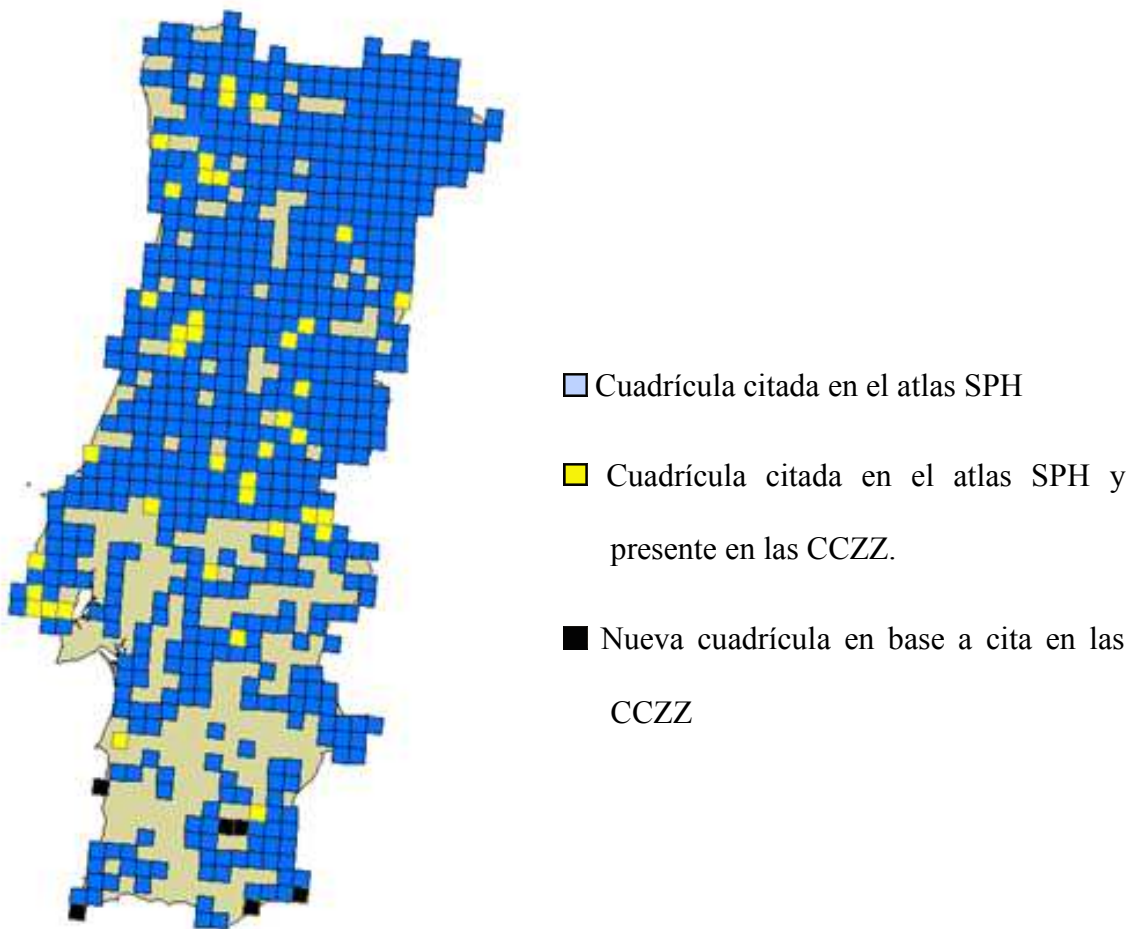 Cuadrícula citada en el atlas SPH
Cuadrícula citada en el atlas SPH y
presente en las CCZZ.
Nueva cuadrícula en base a cita en las
CCZZ